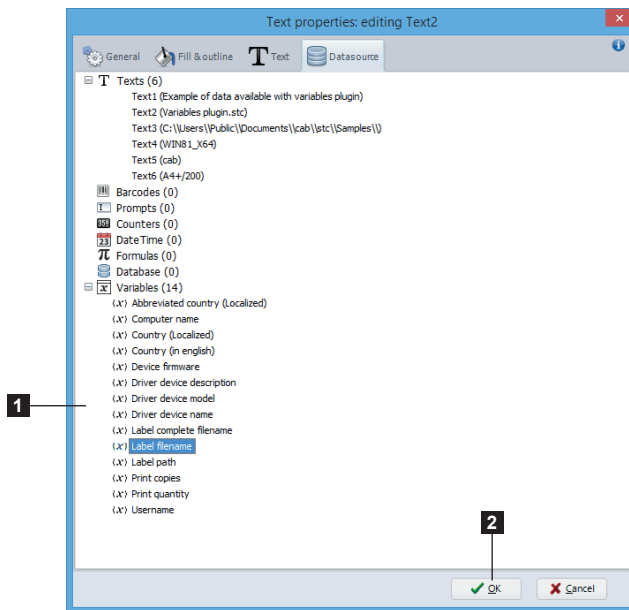 Text properties: editing Text2
General Fill & outline Text Datasource
Texts (6)
Text1 (Example of data available with variables plugin)
Text2 (Variables plugin.stc)
Text3 (C:\\Users\\Public\\Documents\\cab\\stc\\Samples\\)
Text4 (WIN81_X64)
Text5 (cab)
Text6 (A4+/200)
Barcodes (0)
Prompts (0)
Counters (0)
DateTime (0)
Formulas (0)
Database (0)
Variables (14)
(x) Abbreviated country (Localized)
(x) Computer name
(x) Country (Localized)
(x) Country (in english)
(x) Device firmware
(x) Driver device description
(x) Driver device model
1
(x) Driver device name
(x) Label complete filename
(x) Label filename
(x) Label path
(x) Print copies
(x) Print quantity
(x) Username
2
OK Cancel